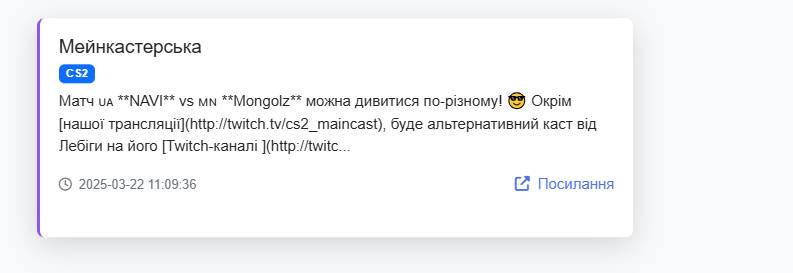 Мейнкастерська
CS2
Матч 🇺🇦 **NAVI** vs 🇲🇳 **Mongolz** можна дивитися по-різному! 😎 Окрім
[нашої трансляції](http://twitch.tv/cs2_maincast), буде альтернативний каст від
Лебіги на його [Twitch-каналі ](http://twitc...
2025-03-22 11:09:36
Посилання